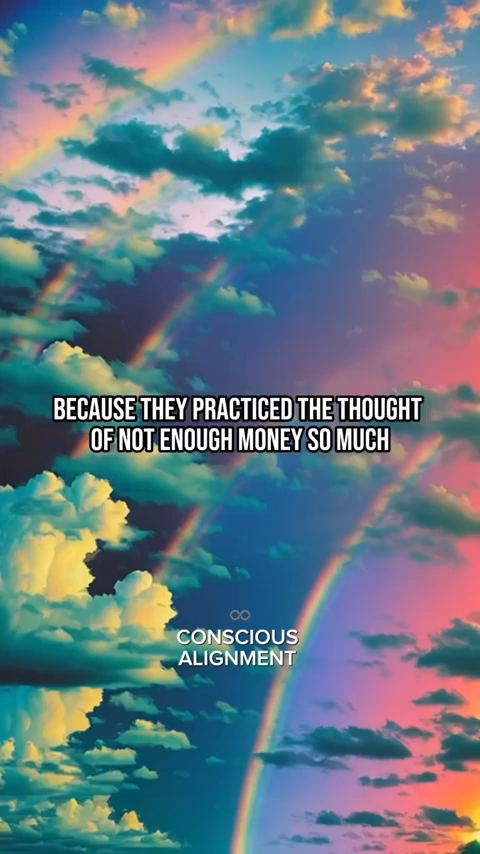 BECAUSE THEY PRACTICED THE THOUGHT
OF NOT ENOUGH MONEY SO MUCH
CONSCIOUS
ALIGNMENT